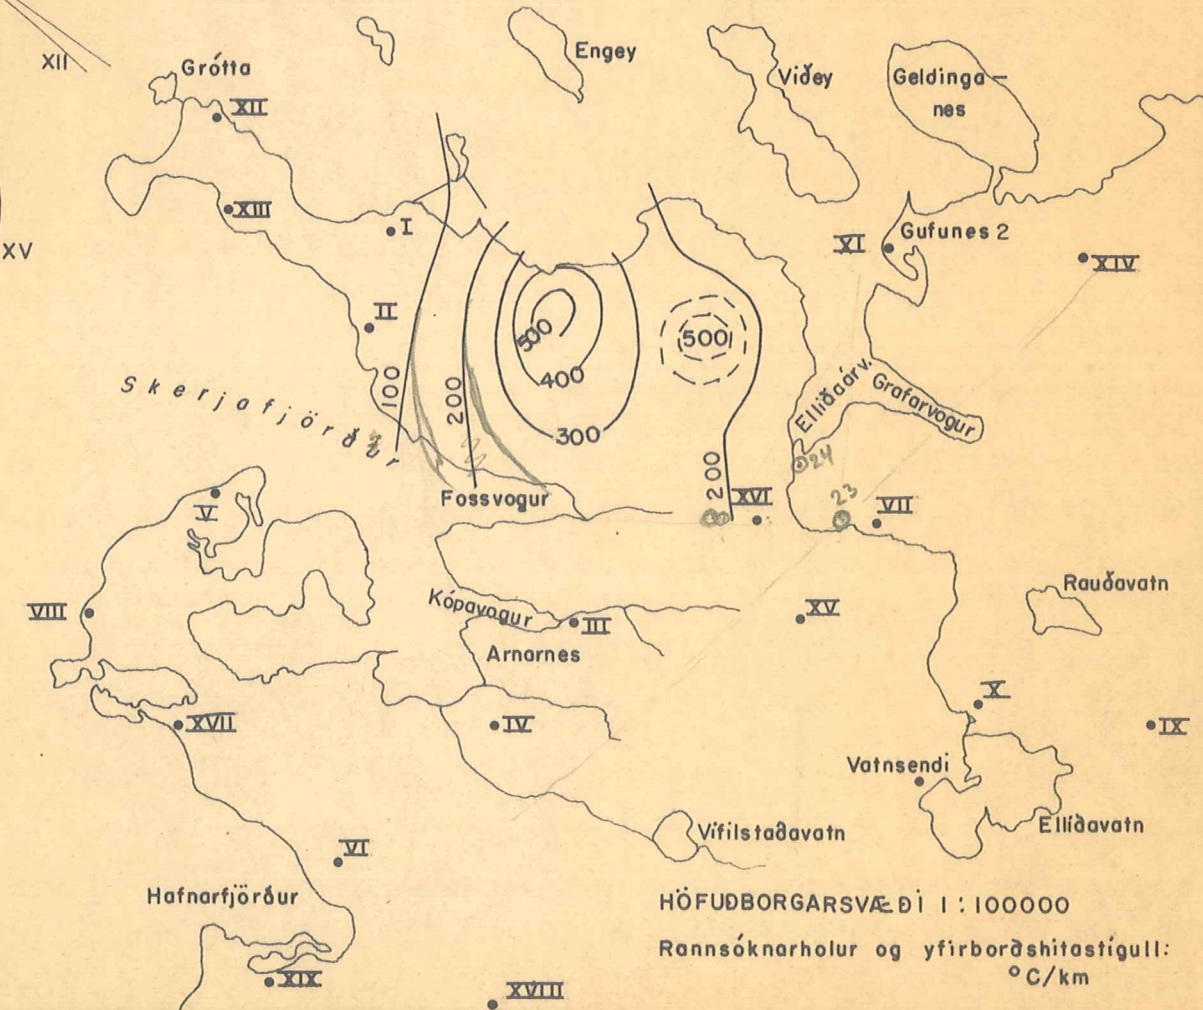 XII
Grótta
XII
Engey
Viðey
Geldinga-
nes
XIII
I
XV
XI
Gufunes 2
XIV
II
500
500
100
200
400
Skerjafjörður
300
Elliðaárv.
Grafarvogur
24
200
Fossvogur
XVI
23
VII
V
VIII
Kópavogur
III
XV
Rauðavatn
Arnarnes
X
XVII
IV
IX
Vatnsendi
Vífilstaðavatn
Elliðavatn
VI
Hafnarfjörður
HÖFUÐBORGARSVÆÐI 1:100000
Rannsóknarholur og yfirborðshitastigull:
°C/km
XIX
XVIII